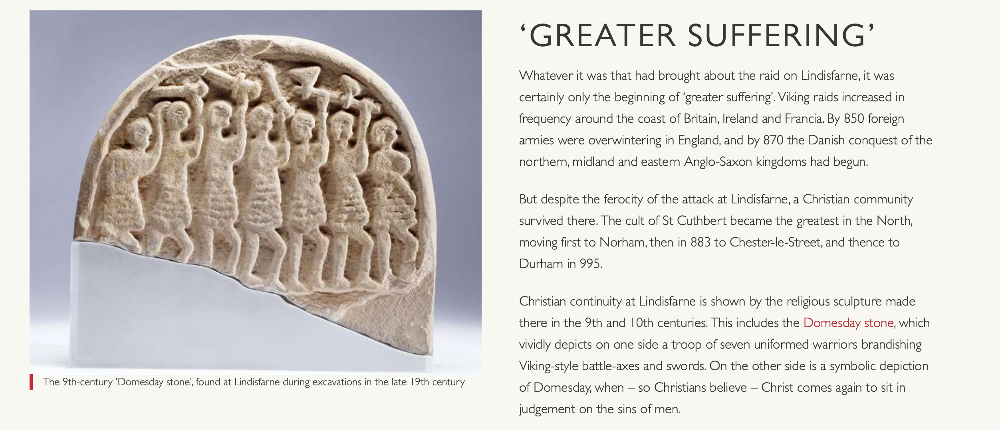 ‘GREATER SUFFERING’
Whatever it was that had brought about the raid on Lindisfarne, it was
certainly only the beginning of ‘greater suffering’. Viking raids increased in
frequency around the coast of Britain, Ireland and Francia. By 850 foreign
armies were overwintering in England, and by 870 the Danish conquest of the
northern, midland and eastern Anglo-Saxon kingdoms had begun.
But despite the ferocity of the attack at Lindisfarne, a Christian community
survived there. The cult of St Cuthbert became the greatest in the North,
moving first to Norham, then in 883 to Chester-le-Street, and thence to
Durham in 995.
Christian continuity at Lindisfarne is shown by the religious sculpture made
there in the 9th and 10th centuries. This includes the Domesday stone, which
vividly depicts on one side a troop of seven uniformed warriors brandishing
Viking-style battle-axes and swords. On the other side is a symbolic depiction
of Domesday, when – so Christians believe – Christ comes again to sit in
judgement on the sins of men.
The 9th-century ’Domesday stone’, found at Lindisfarne during excavations in the late 19th century